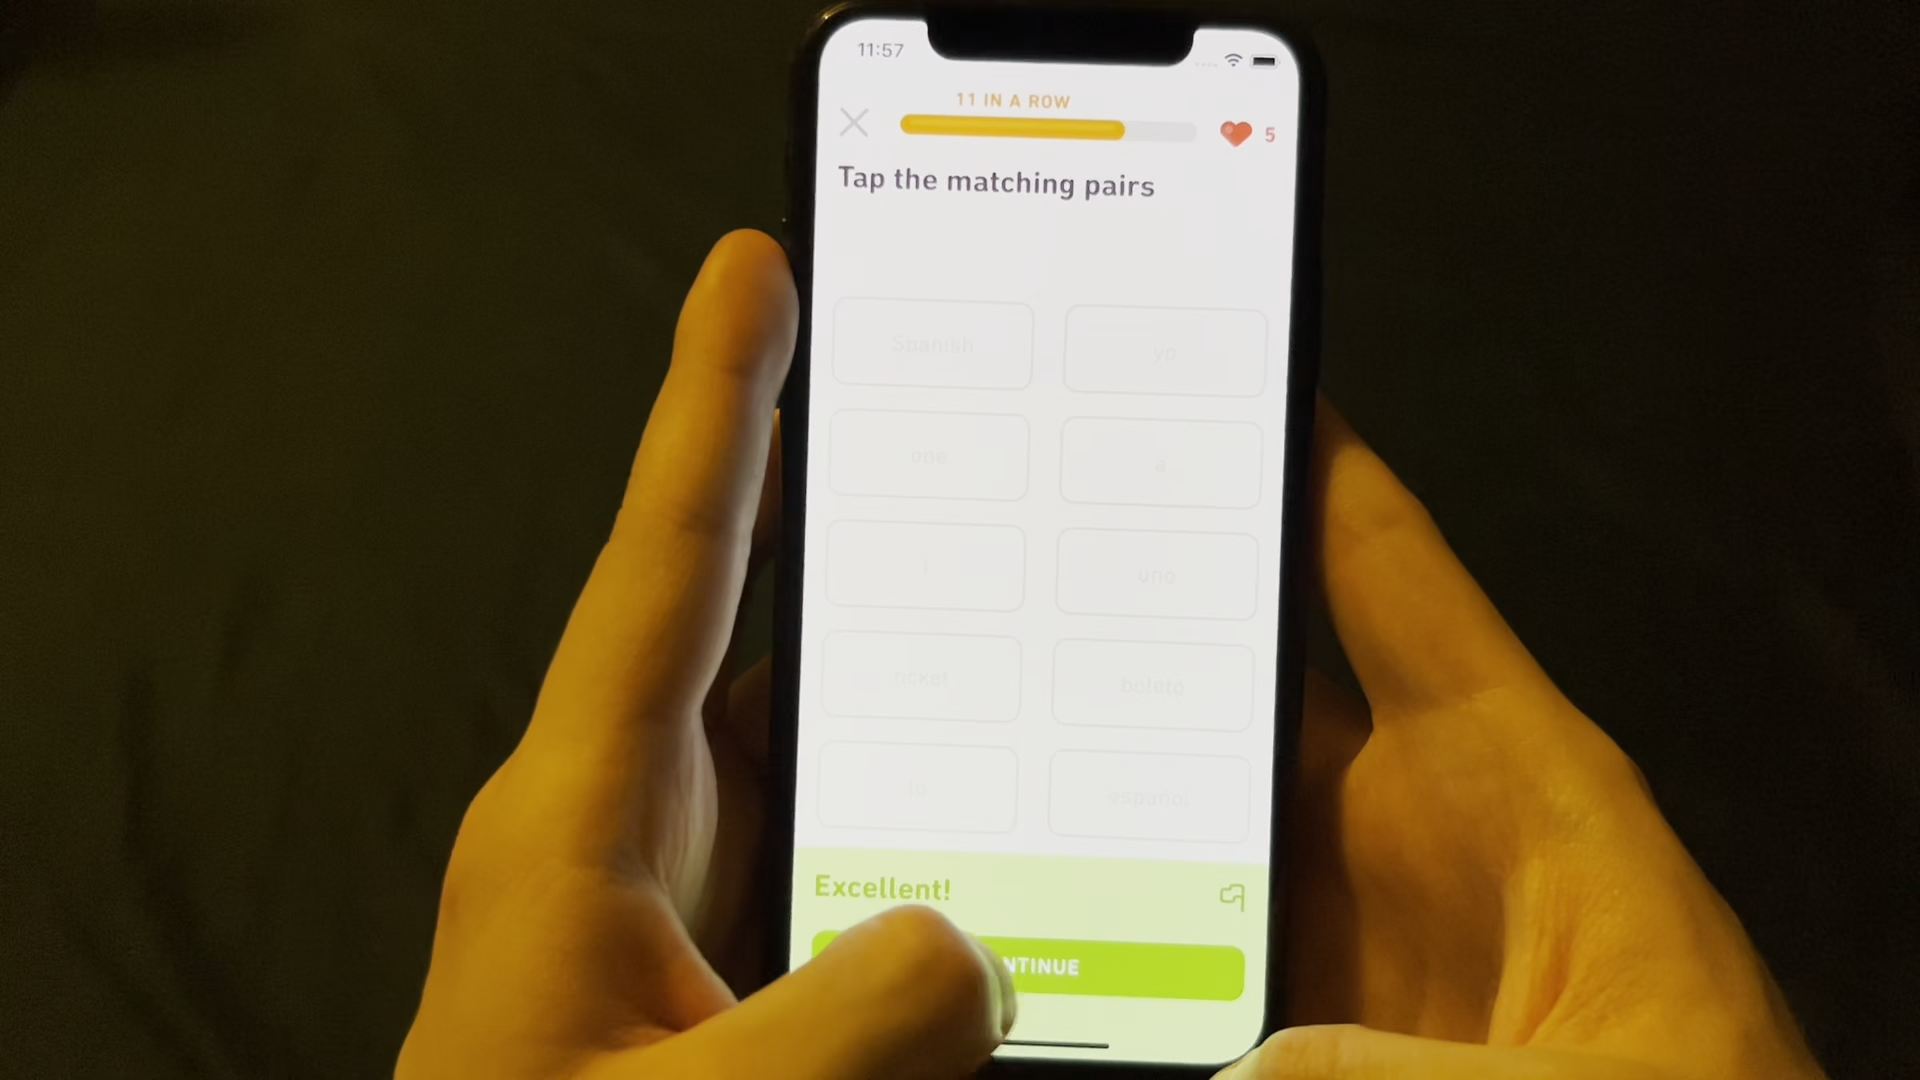 11:57
11 IN A ROW
5
Tap the matching pairs
Spanish yo
one a
I uno
ticket boleto
to español
Excellent!
NTINUE